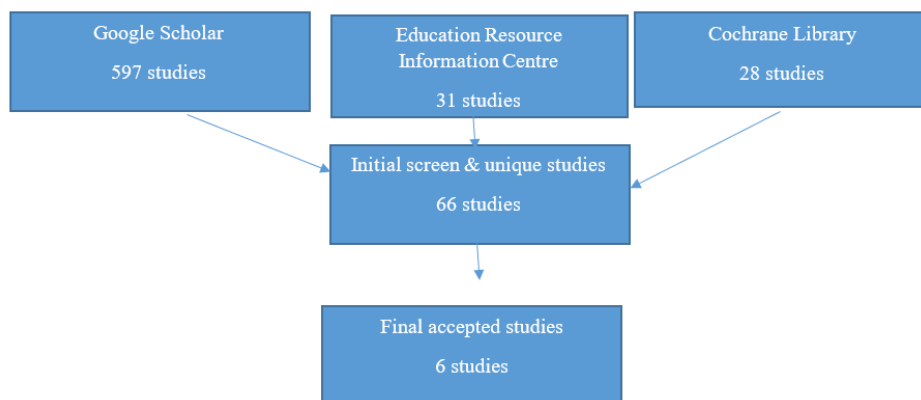 Google Scholar
597 studies
Education Resource
Information Centre
31 studies
Cochrane Library
28 studies
Initial screen & unique studies
66 studies
Final accepted studies
6 studies